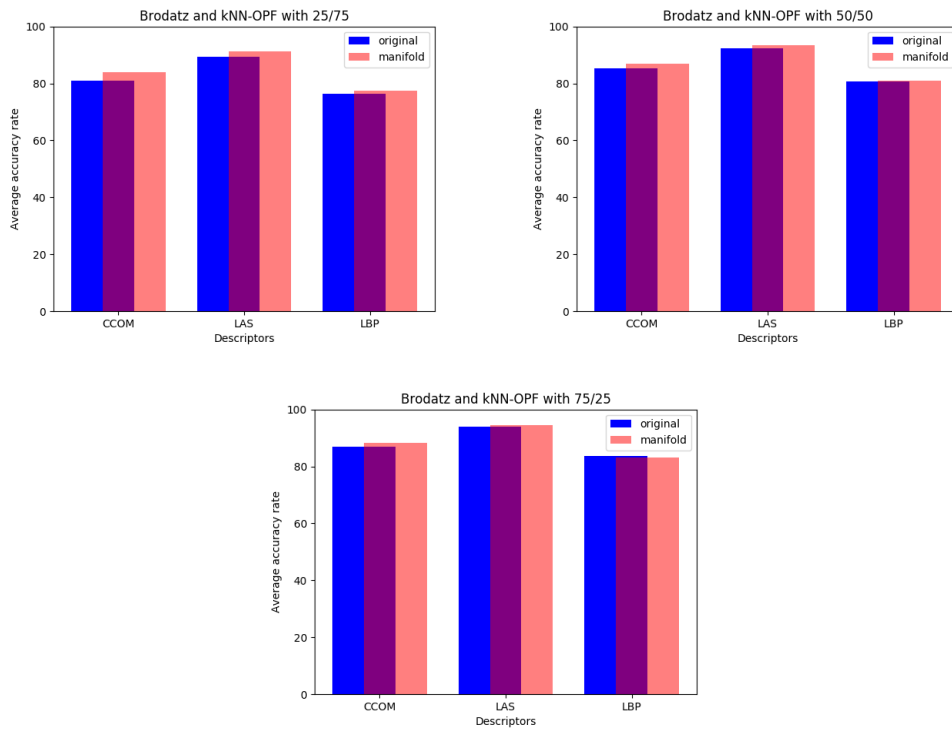 Brodatz and kNN-OPF with 25/75
100
80
60
40
20
0
Average accuracy rate
original
manifold
CCOM LAS LBP
Descriptors
Brodatz and kNN-OPF with 50/50
100
80
60
40
20
0
Average accuracy rate
original
manifold
CCOM LAS LBP
Descriptors
Brodatz and kNN-OPF with 75/25
100
80
60
40
20
0
Average accuracy rate
original
manifold
CCOM LAS LBP
Descriptors